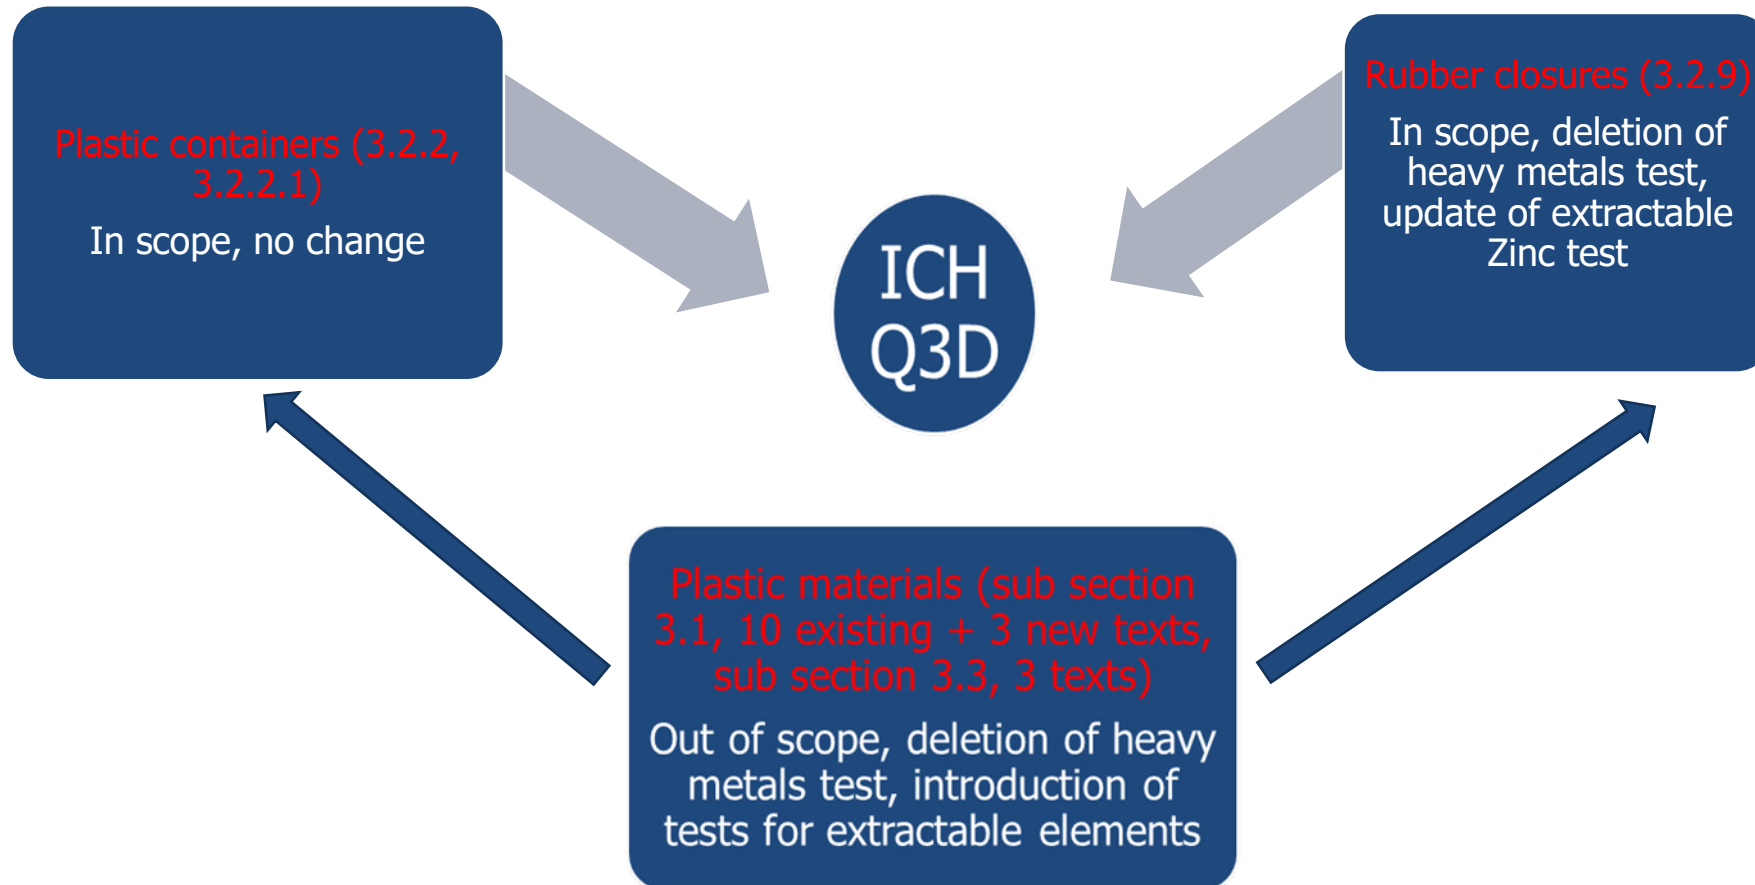 Plastic containers (3.2.2,
3.2.2.1)
In scope, no change
ICH
Q3D
Rubber closures (3.2.9)
In scope, deletion of
heavy metals test,
update of extractable
Zinc test
Plastic materials (sub section
3.1, 10 existing + 3 new texts,
sub section 3.3, 3 texts)
Out of scope, deletion of heavy
metals test, introduction of
tests for extractable elements